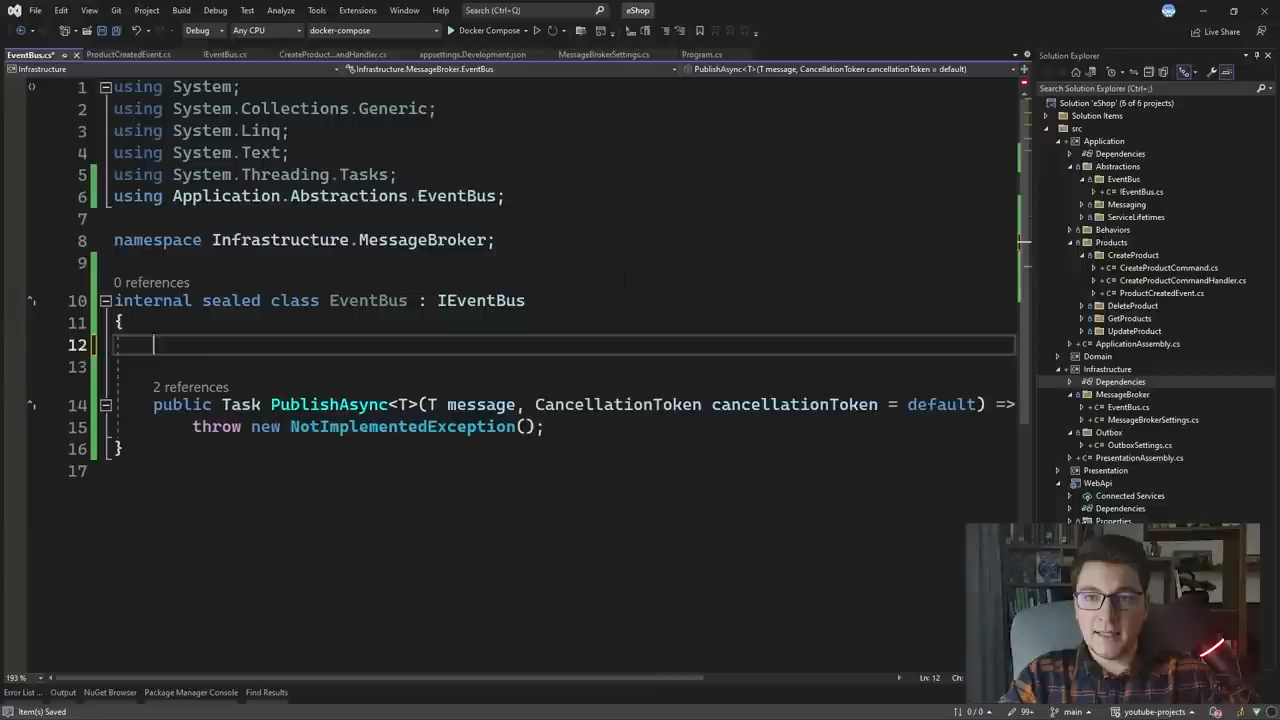 File Edit View Git Project Build Debug Test Analyze Tools Extensions Window Help Search (Ctrl+Q) eShop
Debug Any CPU docker-compose Docker Compose Live Share
EventBus.cs* ProductCreatedEvent.cs IEventBus.cs CreateProduct...andHandler.cs appsettings.Development.json MessageBrokerSettings.cs Program.cs
Infrastructure Infrastructure.MessageBroker.EventBus PublishAsync<T>(T message, CancellationToken cancellationToken = default)
1 using System;
2 using System.Collections.Generic;
3 using System.Linq;
4 using System.Text;
5 using System.Threading.Tasks;
6 using Application.Abstractions.EventBus;
7
8 namespace Infrastructure.MessageBroker;
9
0 references
10 internal sealed class EventBus : IEventBus
11 {
12
13
2 references
14 public Task PublishAsync<T>(T message, CancellationToken cancellationToken = default) =>
15 throw new NotImplementedException();
16 }
17
Solution Explorer
Search Solution Explorer (Ctrl+;)
Solution 'eShop' (6 of 6 projects)
Solution Items
src
Application
Dependencies
Abstractions
EventBus
C# IEventBus.cs
Messaging
ServiceLifetimes
Behaviors
Products
CreateProduct
C# CreateProductCommand.cs
C# CreateProductCommandHandler.cs
C# ProductCreatedEvent.cs
DeleteProduct
GetProducts
UpdateProduct
C# ApplicationAssembly.cs
Domain
Infrastructure
Dependencies
MessageBroker
C# EventBus.cs
C# MessageBrokerSettings.cs
Outbox
C# OutboxSettings.cs
C# PresentationAssembly.cs
Presentation
WebApi
Connected Services
Dependencies
Properties
193 % Ln: 12 Ch:
Error List ... Output NuGet Browser Package Manager Console Find Results
Item(s) Saved 0 / 0 99+ main youtube-projects